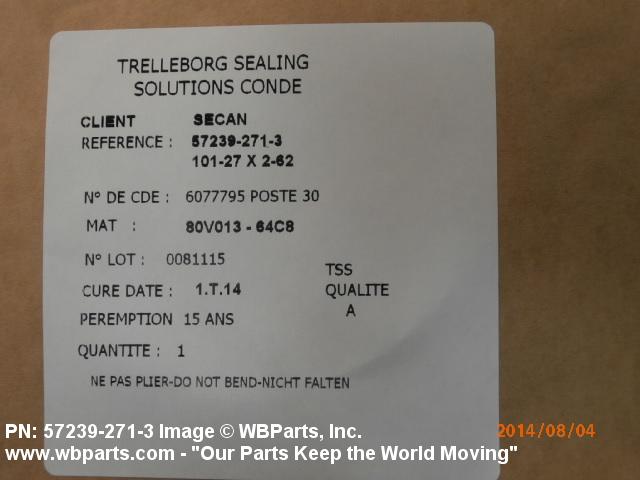 TRELLEBORG SEALING
SOLUTIONS CONDE
CLIENT SECAN
REFERENCE : 57239-271-3
101-27 X 2-62
N° DE CDE : 6077795 POSTE 30
MAT : 80V013 - 64C8
N° LOT : 0081115
TSS
CURE DATE : 1.T.14 QUALITE
A
PEREMPTION 15 ANS
QUANTITE : 1
NE PAS PLIER-DO NOT BEND-NICHT FALTEN
PN: 57239-271-3 Image © WBParts, Inc. 2014/08/04
www.wbparts.com - "Our Parts Keep the World Moving"